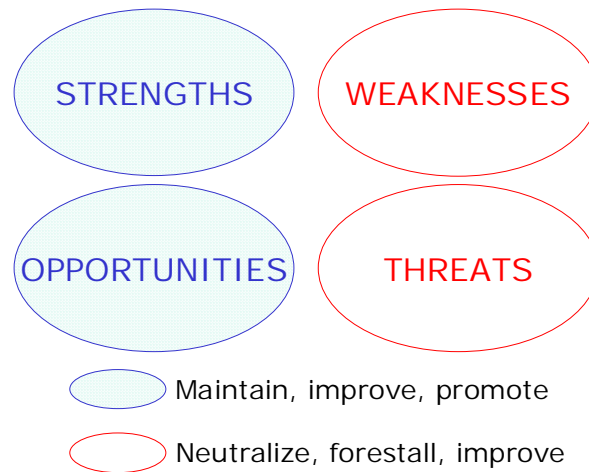 STRENGTHS
WEAKNESSES
OPPORTUNITIES
THREATS
Maintain, improve, promote
Neutralize, forestall, improve